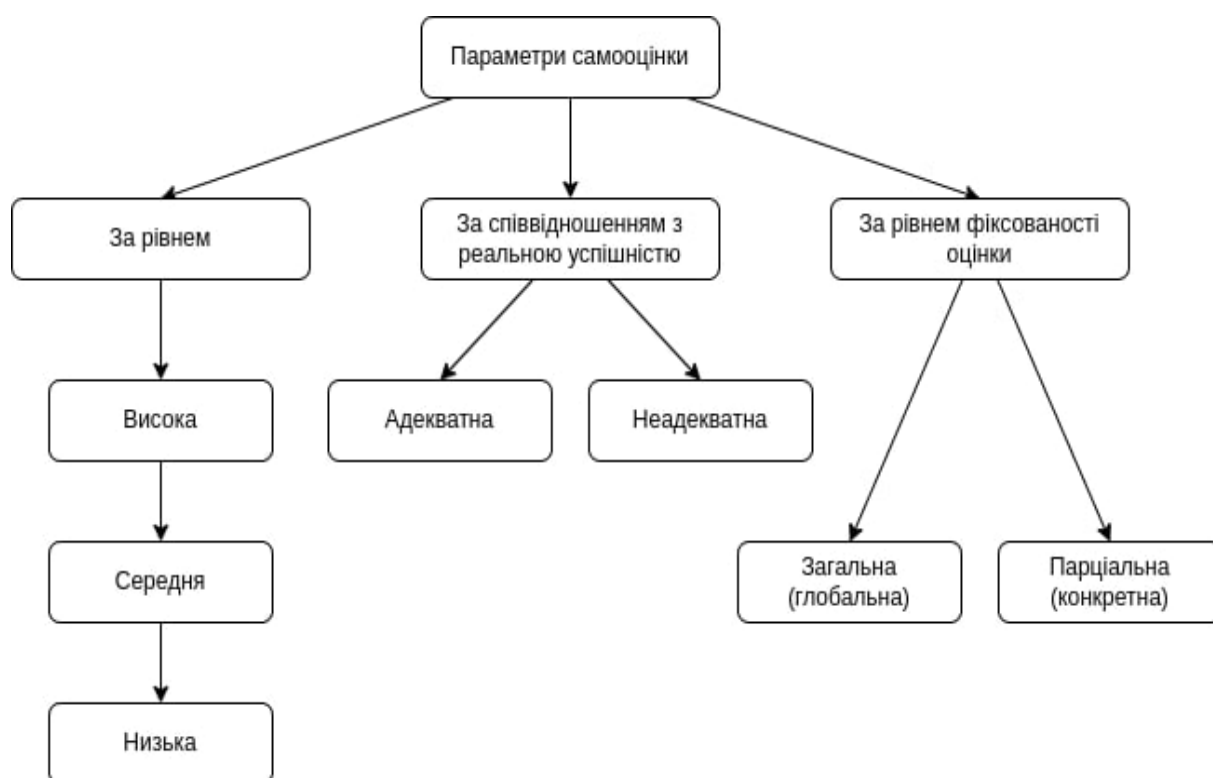 Параметри самооцінки
За рівнем
За співвідношенням з
реальною успішністю
За рівнем фіксованості
оцінки
Висока
Адекватна
Неадекватна
Середня
Загальна
(глобальна)
Парціальна
(конкретна)
Низька